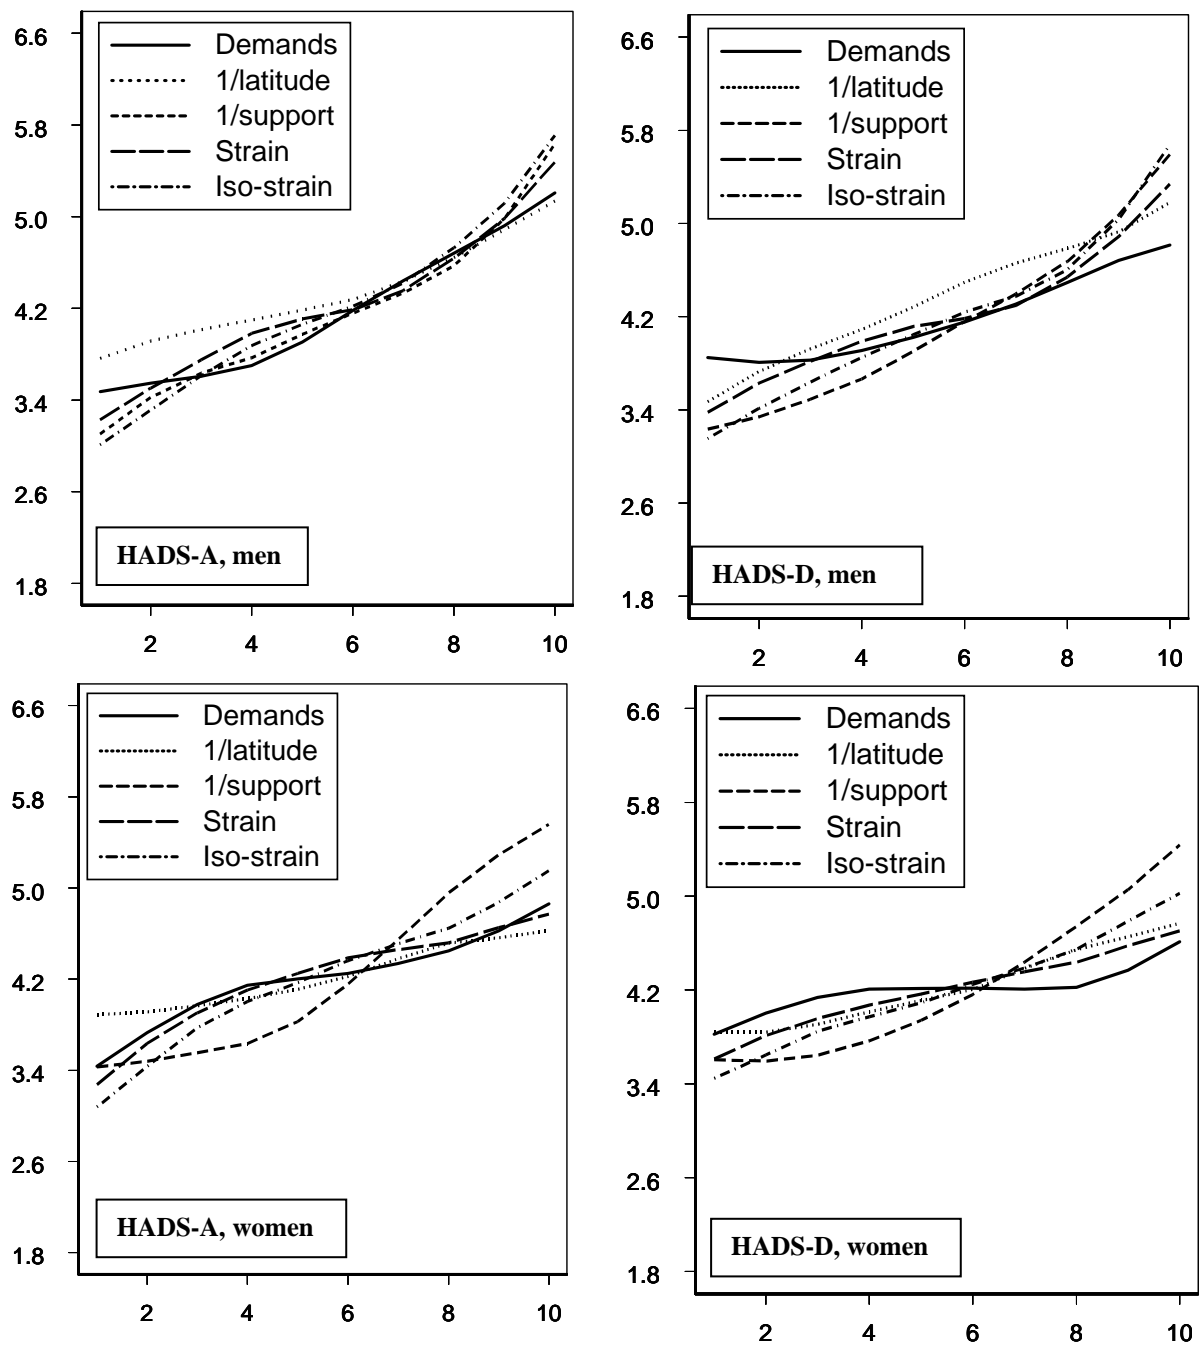 6.6
5.8
5.0
4.2
3.4
2.6
1.8
Demands
1/latitude
1/support
Strain
Iso-strain
HADS-A, men
2 4 6 8 10
6.6
5.8
5.0
4.2
3.4
2.6
1.8
Demands
1/latitude
1/support
Strain
Iso-strain
HADS-D, men
2 4 6 8 10
6.6
5.8
5.0
4.2
3.4
2.6
1.8
Demands
1/latitude
1/support
Strain
Iso-strain
HADS-A, women
2 4 6 8 10
6.6
5.8
5.0
4.2
3.4
2.6
1.8
Demands
1/latitude
1/support
Strain
Iso-strain
HADS-D, women
2 4 6 8 10